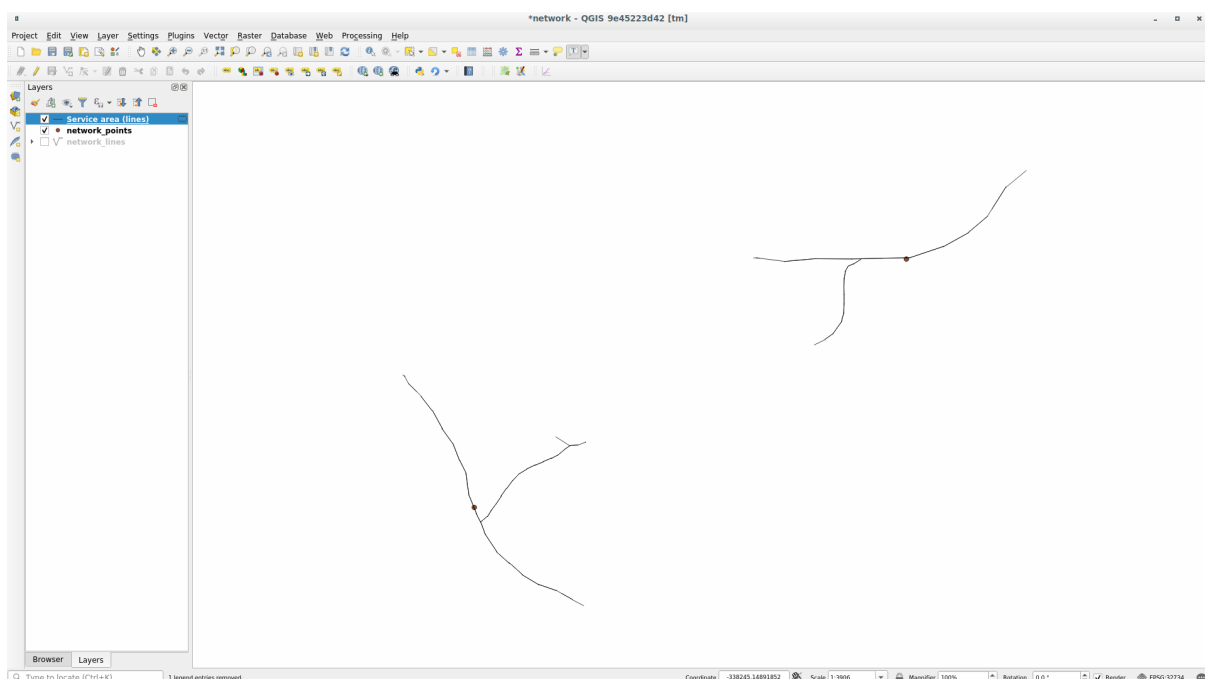 *network - QGIS 9e45223d42 [tm]
Project Edit View Layer Settings Plugins Vector Raster Database Web Processing Help
Layers
Service area (lines)
network_points
network_lines
Browser Layers
Type to locate (Ctrl+K) 1 legend entries removed. Coordinate -338245,14891852 Scale 1:3906 Magnifier 100% Rotation 0.0 ° Render EPSG:32734